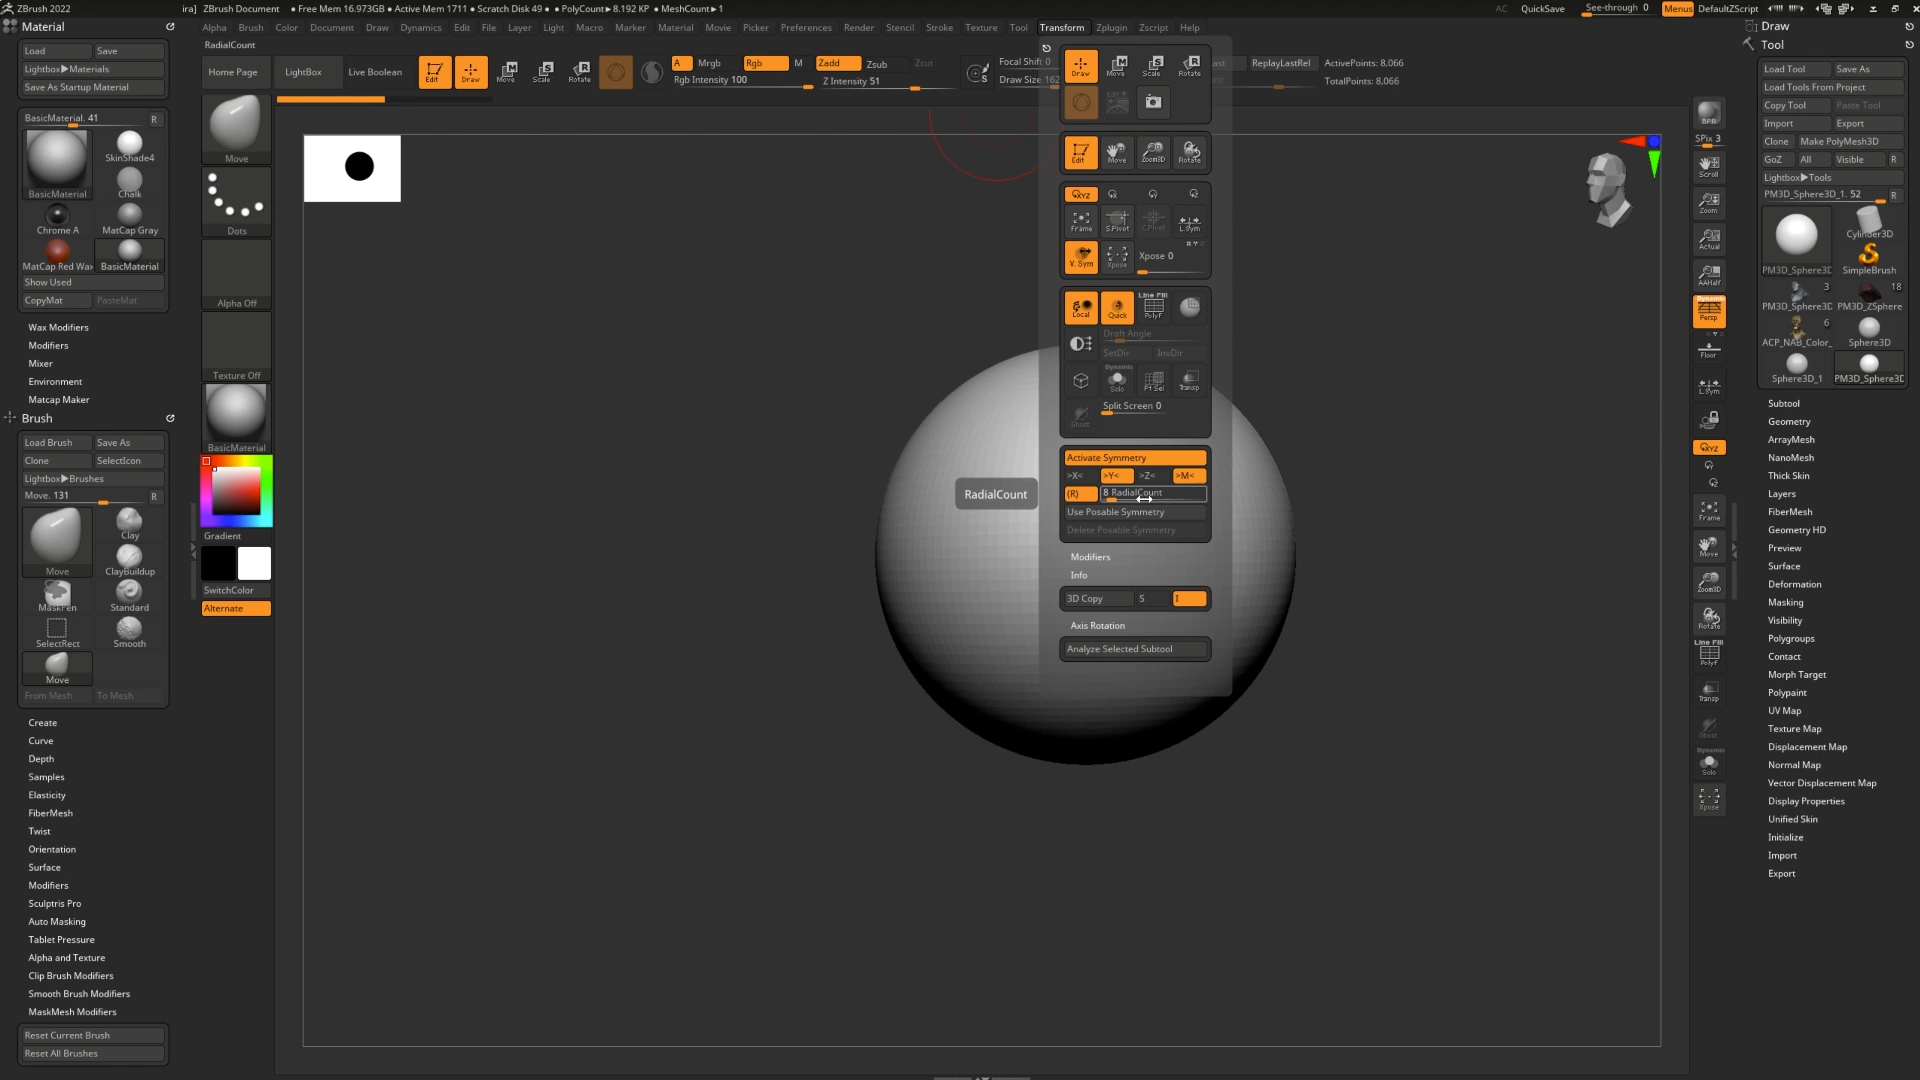 ZBrush 2022
ira] ZBrush Document • Free Mem 16.973GB • Active Mem 1711 • Scratch Disk 49 • • PolyCount▸ 8.192 KP • MeshCount▸ 1
AC QuickSave See-through 0 Menus DefaultZScript
Material
Alpha Brush Color Document Draw Dynamics Edit File Layer Light Macro Marker Material Movie Picker Preferences Render Stencil Stroke Texture Tool Transform Zplugin Zscript Help
Draw
Tool
RadialCount
Load Save
Lightbox▸Materials
Save As Startup Material
Home Page LightBox Live Boolean
Edit Draw Move Scale Rotate
A Mrgb Rgb M Zadd Zsub Zcut
Rgb Intensity 100 Z Intensity 51
S
Focal Shift: 0
Draw Size 162
ReplayLastRel
ActivePoints: 8,066
TotalPoints: 8,066
Load Tool Save As
Load Tools From Project
Copy Tool Paste Tool
Import Export
Clone Make PolyMesh3D
GoZ All Visible R
Lightbox▸Tools
PM3D_Sphere3D_1. 52 R
Cylinder3D
SimpleBrush
PM3D_Sphere3D
3 18
PM3D_Sphere3D PM3D_ZSphere
6
ACP_NAB_Color_ Sphere3D
Sphere3D_1 PM3D_Sphere3D
BasicMaterial. 41 R
SkinShade4
BasicMaterial Chalk
Chrome A MatCap Gray
MatCap Red Wax BasicMaterial
Show Used
CopyMat PasteMat
Wax Modifiers
Modifiers
Mixer
Environment
Matcap Maker
Brush
Load Brush Save As
Clone SelectIcon
Lightbox▸Brushes
Move. 131 R
Clay
Move ClayBuildup
MaskPen Standard
SelectRect Smooth
Move
From Mesh To Mesh
Create
Curve
Depth
Samples
Elasticity
FiberMesh
Twist
Orientation
Surface
Modifiers
Sculptris Pro
Auto Masking
Tablet Pressure
Alpha and Texture
Clip Brush Modifiers
Smooth Brush Modifiers
MaskMesh Modifiers
Reset Current Brush
Reset All Brushes
Move
Dots
Alpha Off
Texture Off
BasicMaterial
Gradient
SwitchColor
Alternate
Draw Move Scale Rotate
Edit
Edit Move Zoom3D Rotate
XYZ
Frame S.Pivot C.Pivot L.Sym
Y. Sym Xpose Xpose 0
Local Quick Line Fill PolyF
Draft Angle
SetDir InvDir
Dynamic
Solo Pt Sel Transp
Split Screen 0
Ghost
Activate Symmetry
>X< >Y< >Z< >M<
(R) 8 RadialCount
Use Posable Symmetry
Delete Posable Symmetry
Modifiers
Info
3D Copy S I
Axis Rotation
Analyze Selected Subtool
RadialCount
BPR
SPix 3
Scroll
Zoom
Actual
AAHalf
Dynamic
Persp
Floor
L.Sym
XYZ
Frame
Move
Zoom3D
Rotate
Line Fill
PolyF
Transp
Ghost
Dynamic
Solo
Xpose
Subtool
Geometry
ArrayMesh
NanoMesh
Thick Skin
Layers
FiberMesh
Geometry HD
Preview
Surface
Deformation
Masking
Visibility
Polygroups
Contact
Morph Target
Polypaint
UV Map
Texture Map
Displacement Map
Normal Map
Vector Displacement Map
Display Properties
Unified Skin
Initialize
Import
Export